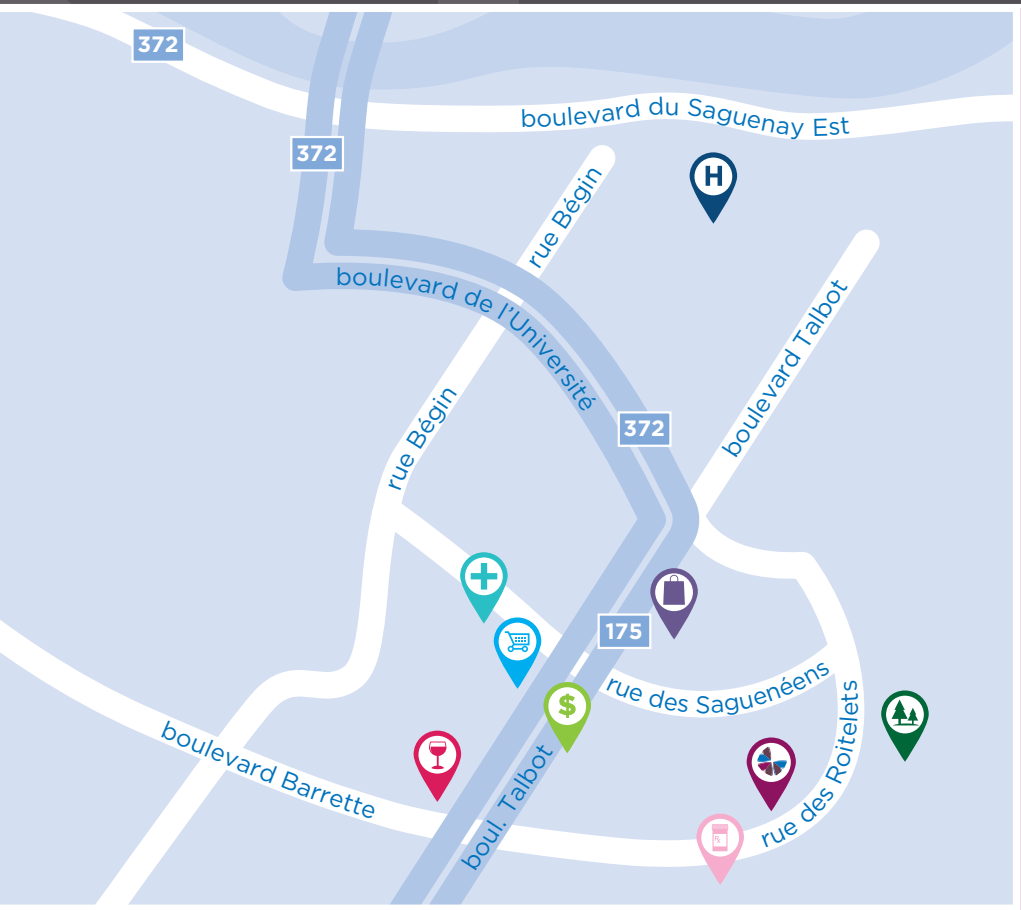 372
boulevard du Saguenay Est
372
H
rue Bégin
boulevard de l'Université
boulevard Talbot
rue Bégin
372
175
rue des Saguenéens
$
rue des Roitelets
boulevard Barrette
boul. Talbot